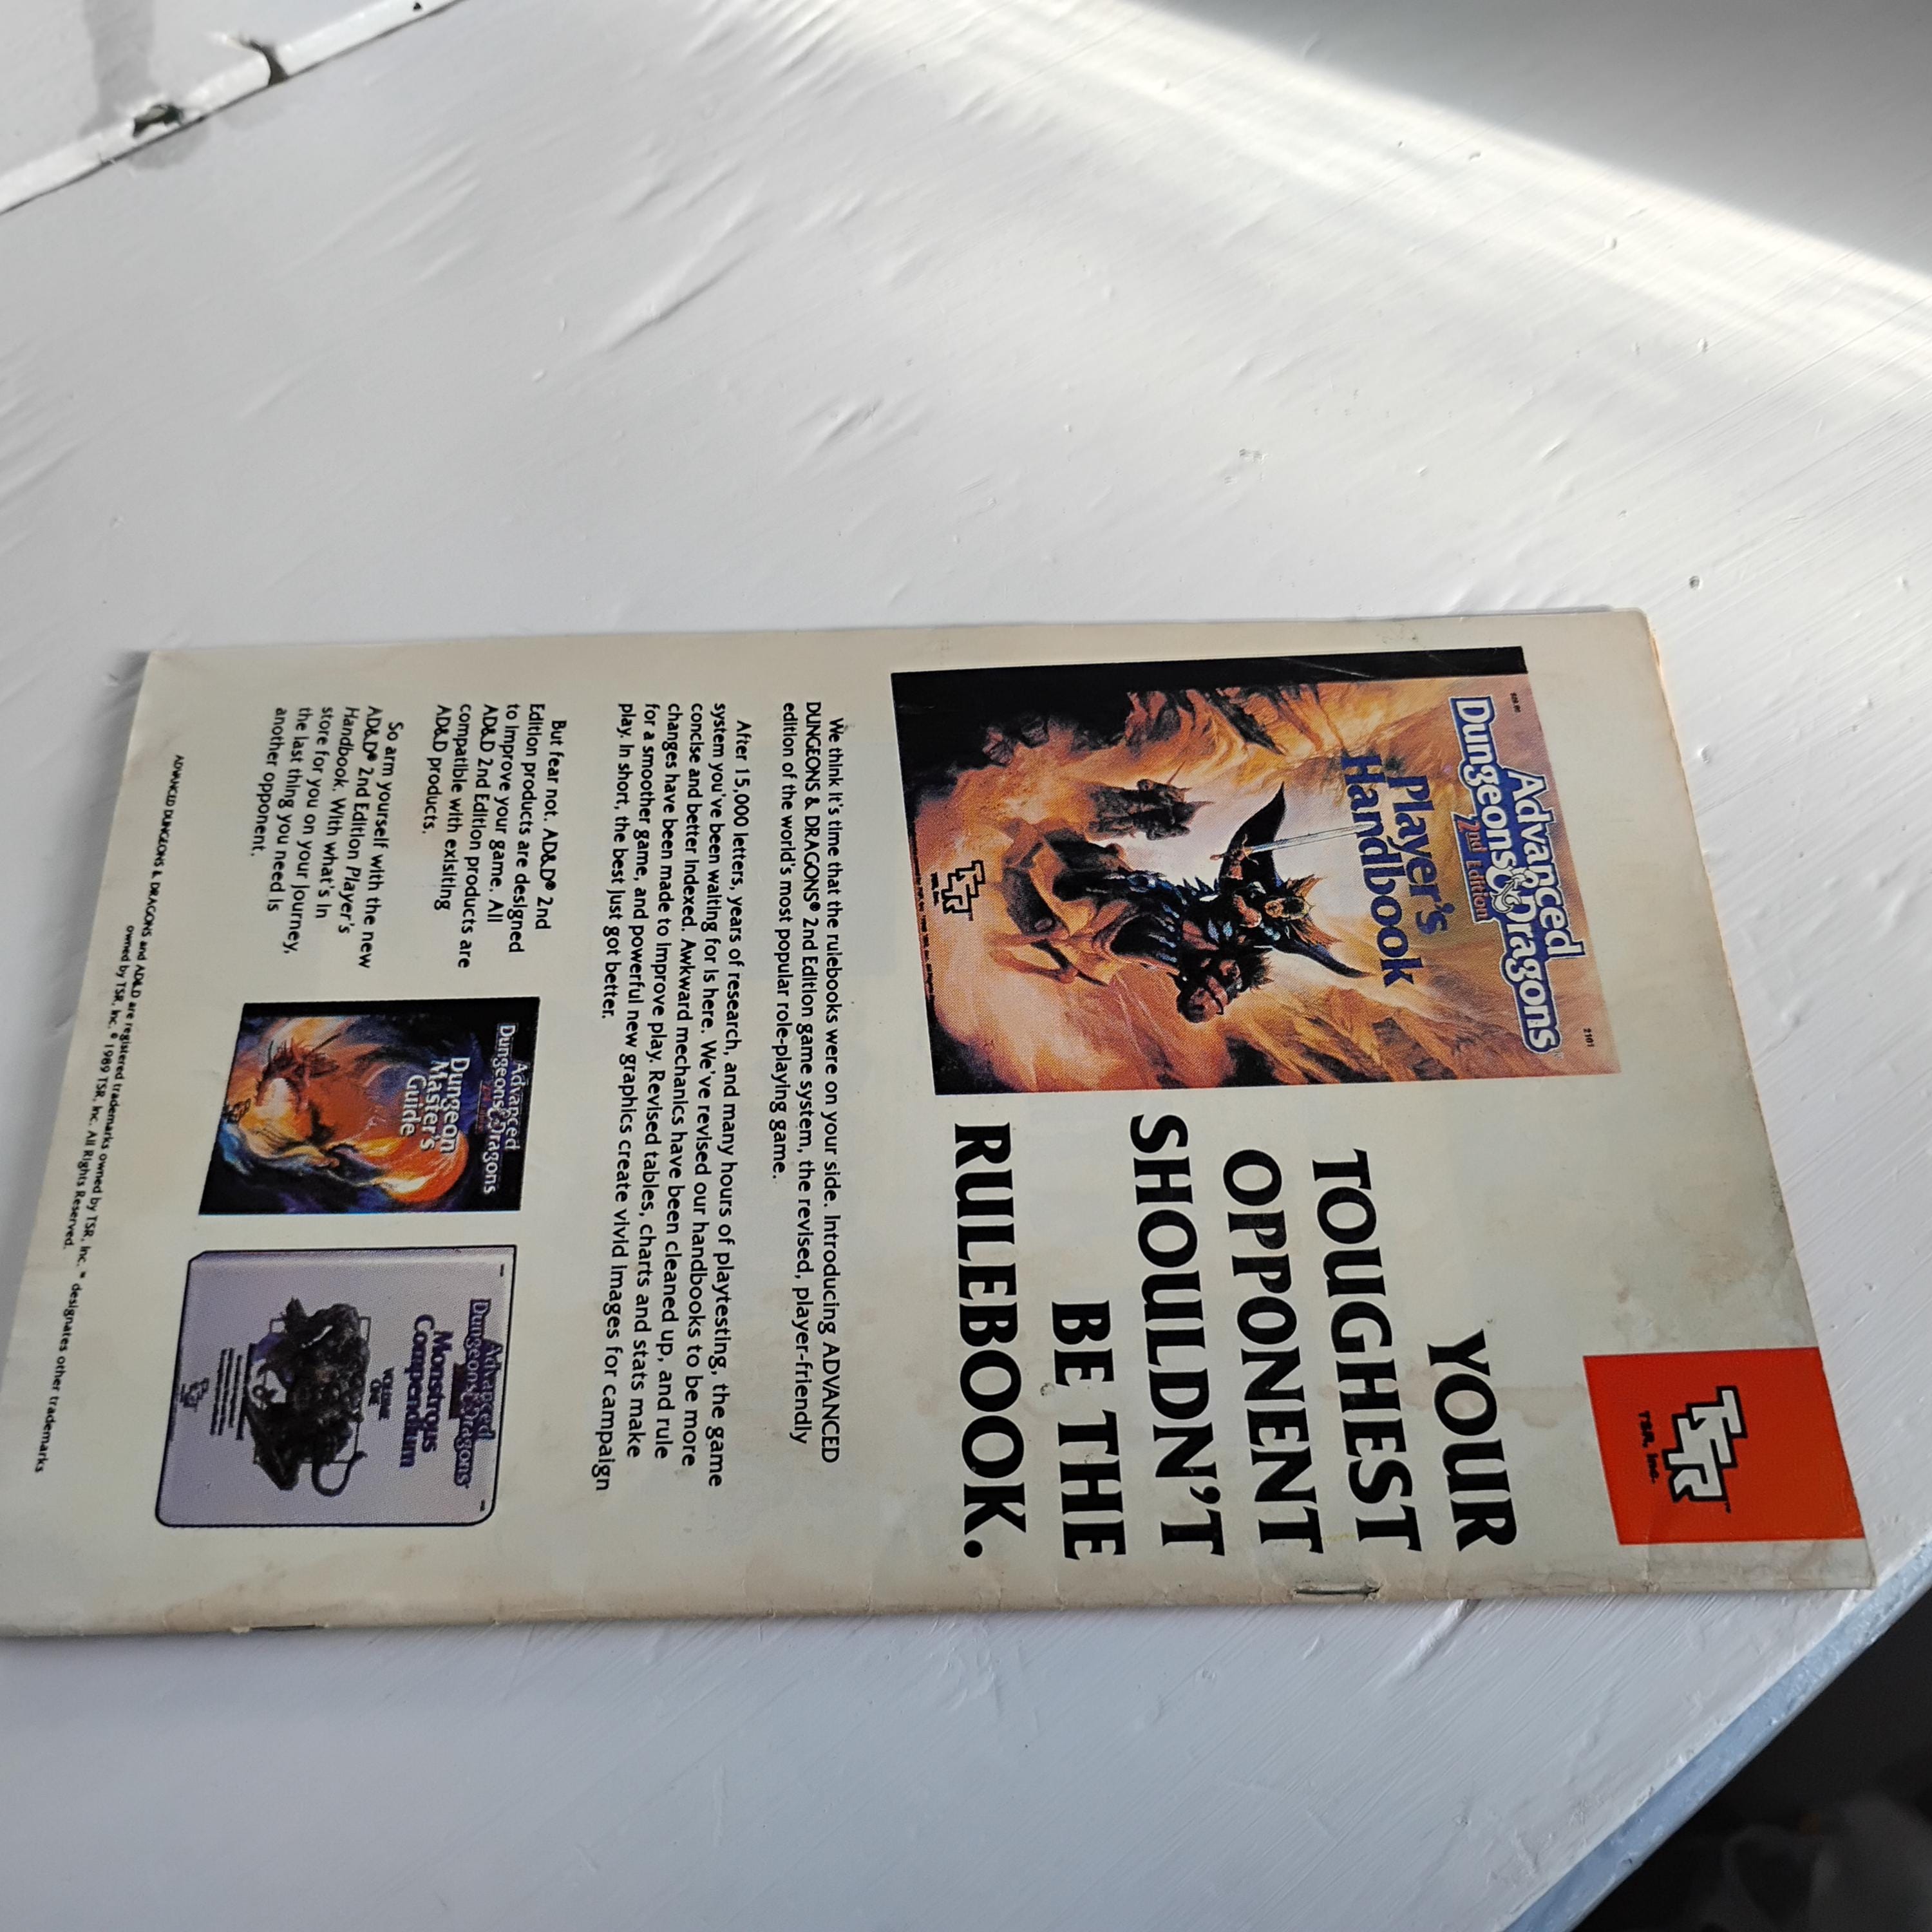 TSR™
TSR, Inc.
YOUR
TOUGHEST
OPPONENT
SHOULDN'T
BE THE
RULEBOOK.
2101
Advanced
Dungeons & Dragons
2nd Edition
Player's
Handbook
TSR
We think it's time that the rulebooks were on your side. Introducing ADVANCED
DUNGEONS & DRAGONS® 2nd Edition game system, the revised, player-friendly
edition of the world's most popular role-playing game.
After 15,000 letters, years of research, and many hours of playtesting, the game
system you've been waiting for is here. We've revised our handbooks to be more
concise and better indexed. Awkward mechanics have been cleaned up, and rule
changes have been made to improve play. Revised tables, charts and stats make
for a smoother game, and powerful new graphics create vivid images for campaign
play. In short, the best just got better.
But fear not. AD&D® 2nd
Edition products are designed
to improve your game. All
AD&D 2nd Edition products are
compatible with exisiting
AD&D products.
So arm yourself with the new
AD&D® 2nd Edition Player's
Handbook. With what's in
store for you on your journey,
the last thing you need is
another opponent.
Advanced
Dungeons & Dragons
Dungeon
Master's
Guide
Advanced
Dungeons & Dragons
Monstrous
Compendium
VOLUME
ONE
ADVANCED DUNGEONS & DRAGONS and AD&D are registered trademarks owned by TSR, Inc. ™ designates other trademarks
owned by TSR, Inc. © 1989 TSR, Inc. All Rights Reserved.